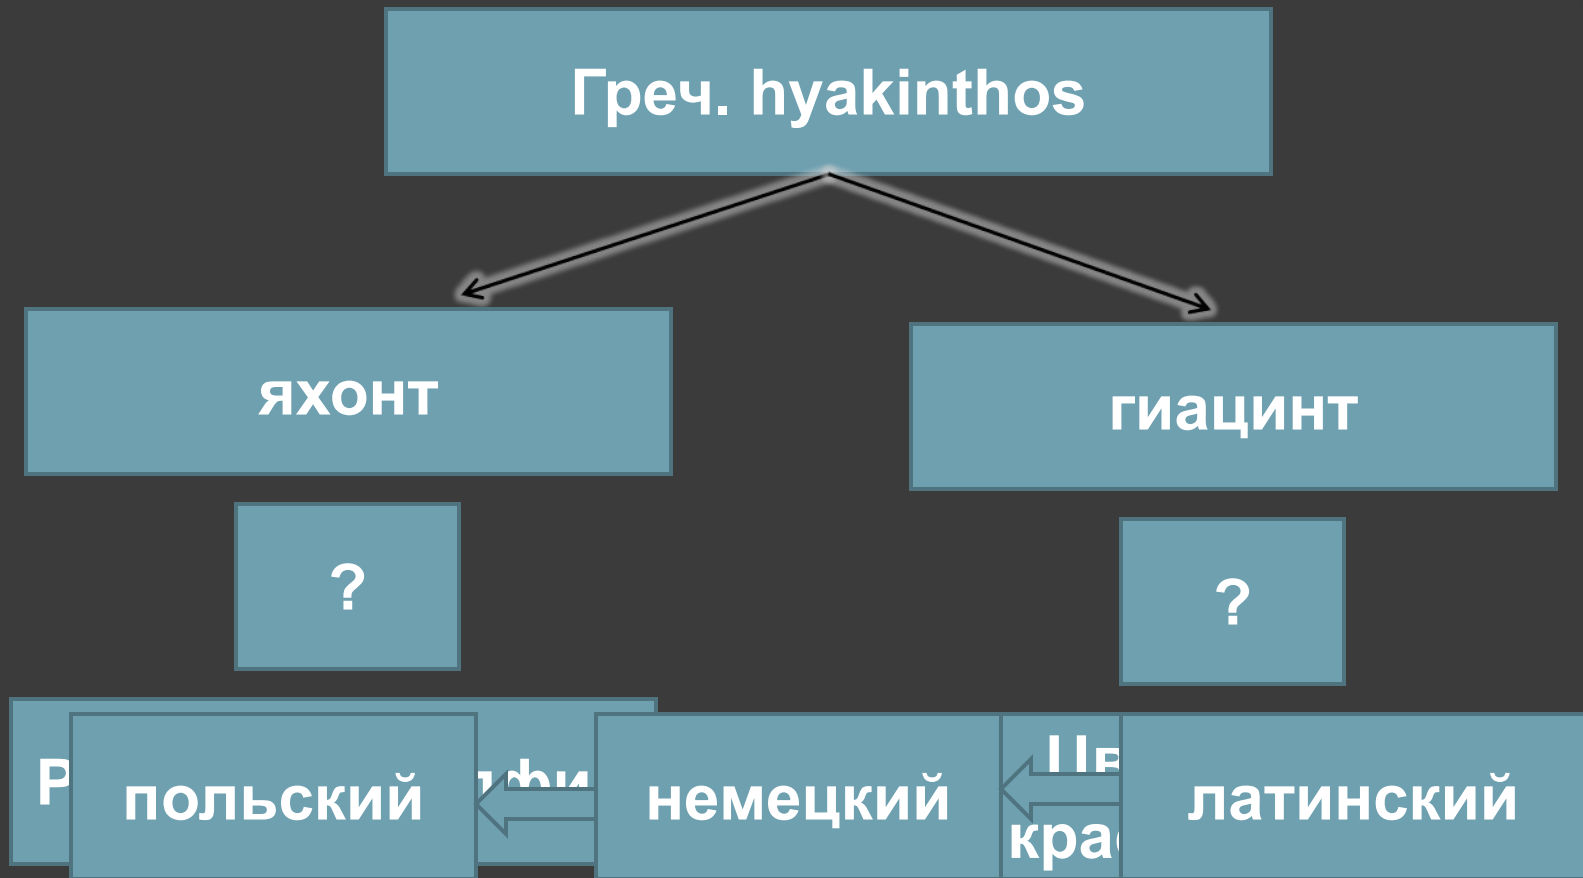 Греч. hyakinthos
яхонт
гиацинт
?
?
польский
немецкий
латинский